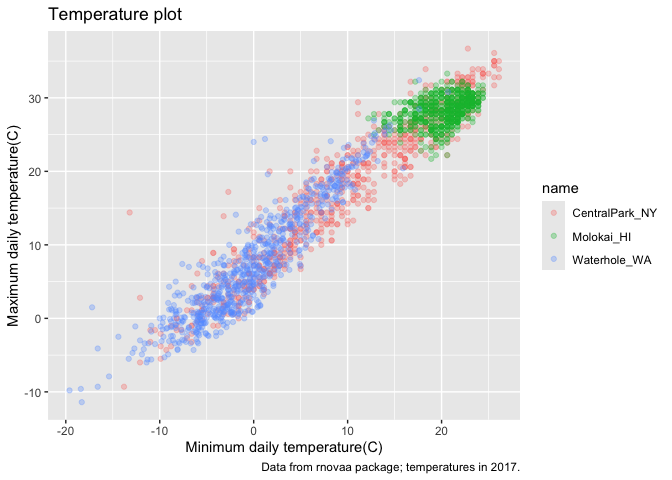 Temperature plot
Maximum daily temperature(C)
30
20
10
0
-10
-20
-10
0
10
20
Minimum daily temperature(C)
name
CentralPark_NY
Molokai_HI
Waterhole_WA
Data from rnovaa package; temperatures in 2017.